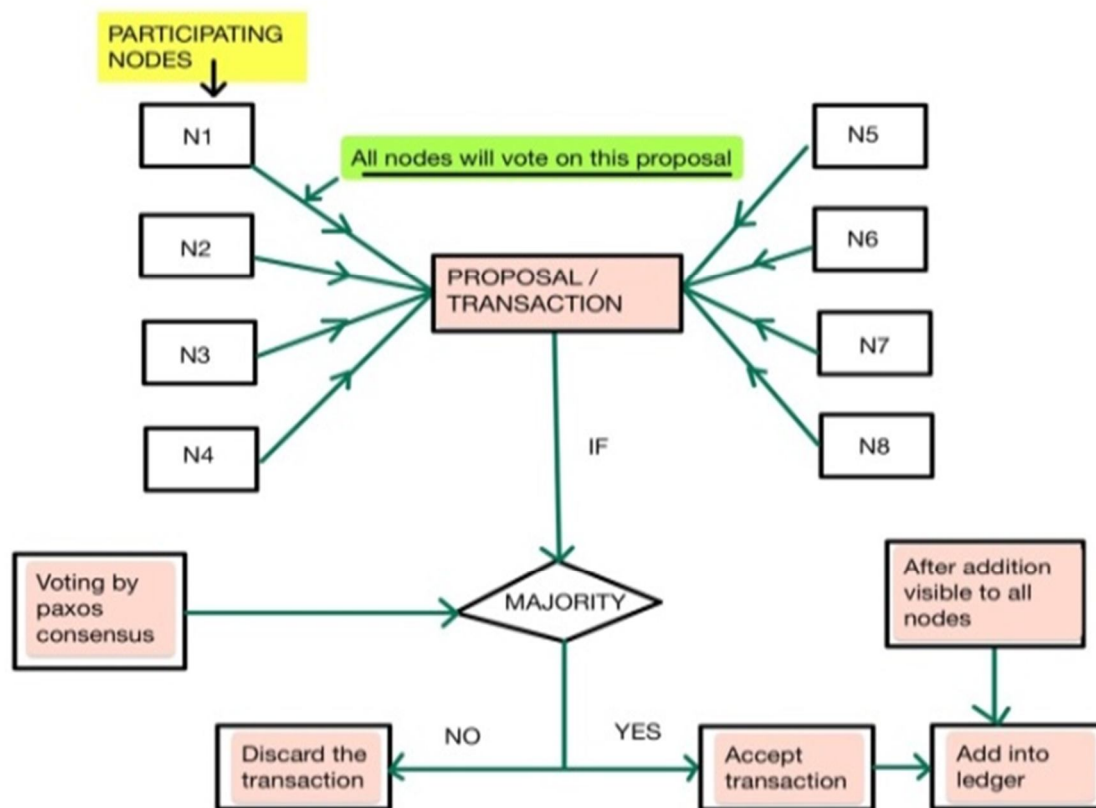 PARTICIPATING
NODES
N1
N5
All nodes will vote on this proposal
N2
N6
PROPOSAL /
TRANSACTION
N3
N7
N4
N8
IF
Voting by
paxos
consensus
MAJORITY
After addition
visible to all
nodes
NO
YES
Discard the
transaction
Accept
transaction
Add into
ledger